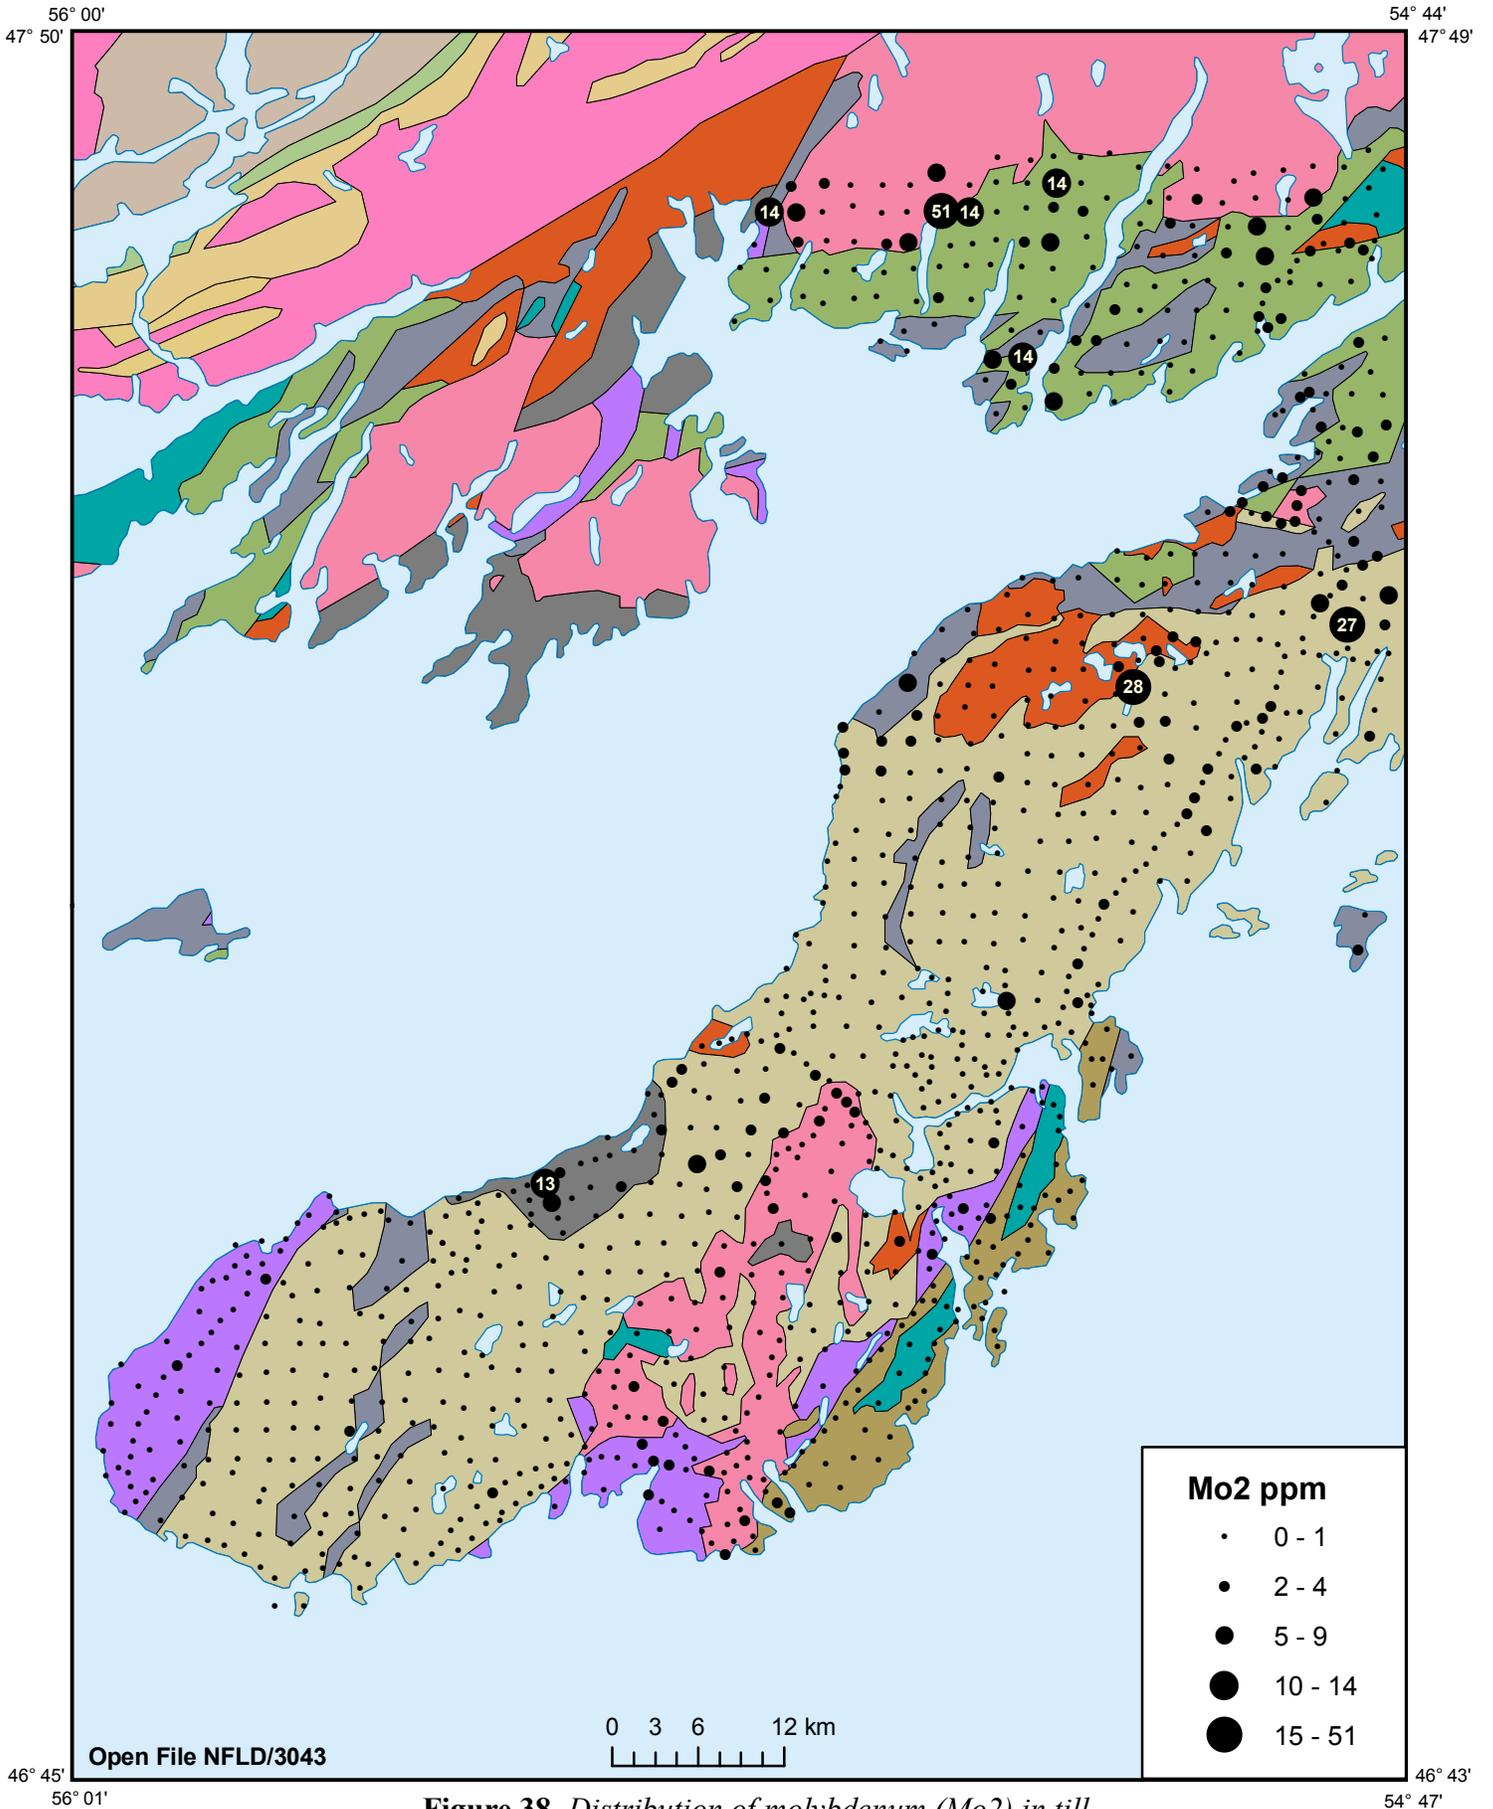 56° 00'
54° 44'
47° 50'
47° 49'
14
14
51
14
14
27
28
13
Mo2 ppm
0 - 1
2 - 4
5 - 9
10 - 14
15 - 51
0 3 6 12 km
Open File NFLD/3043
46° 45'
46° 43'
56° 01'
54° 47'
Figure 38. Distribution of molybdenum (Mo2) in till